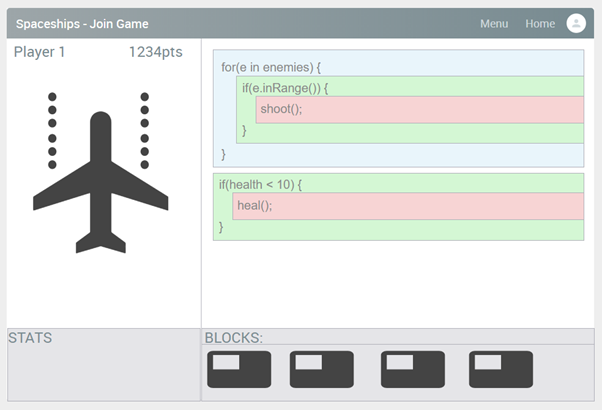 Spaceships - Join Game
Menu
Home
Player 1
1234pts
for(e in enemies) {
if(e.inRange()) {
shoot();
}
}
if(health < 10) {
heal();
}
STATS
BLOCKS: